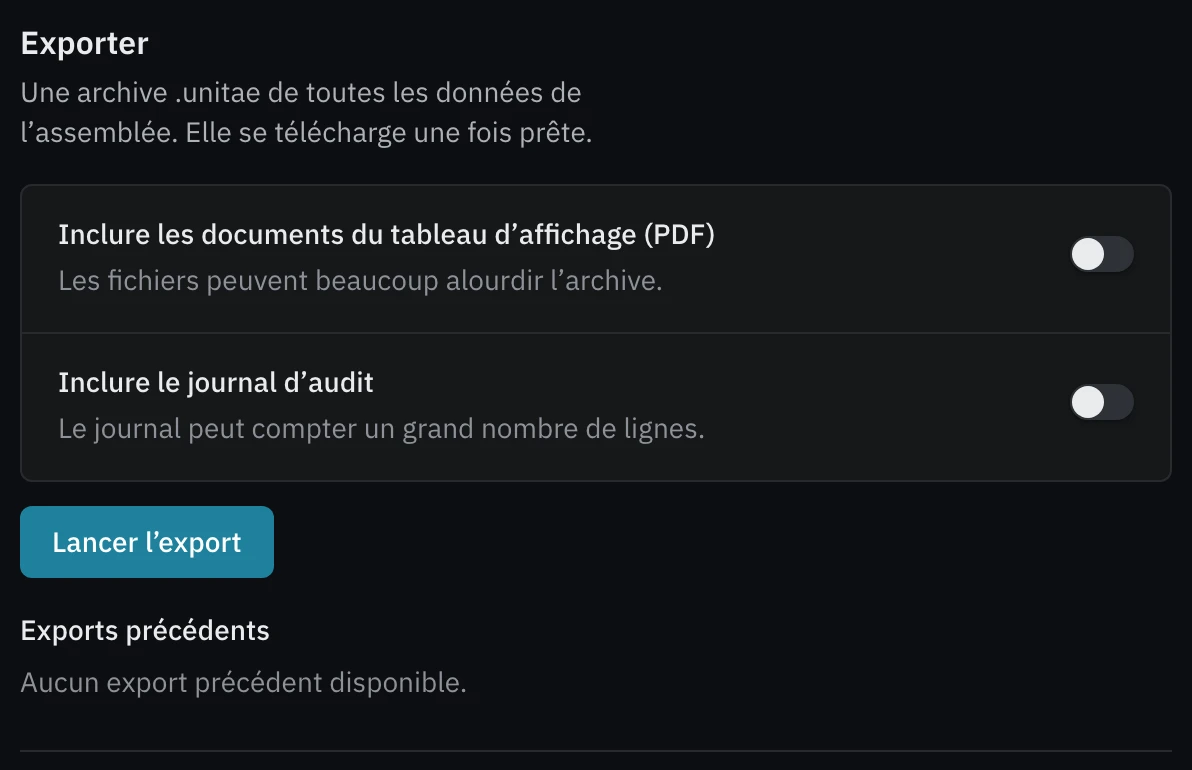 Exporter
Une archive .unitae de toutes les données de
l’assemblée. Elle se télécharge une fois prête.
Inclure les documents du tableau d’affichage (PDF)
Les fichiers peuvent beaucoup alourdir l’archive.
Inclure le journal d’audit
Le journal peut compter un grand nombre de lignes.
Lancer l’export
Exports précédents
Aucun export précédent disponible.